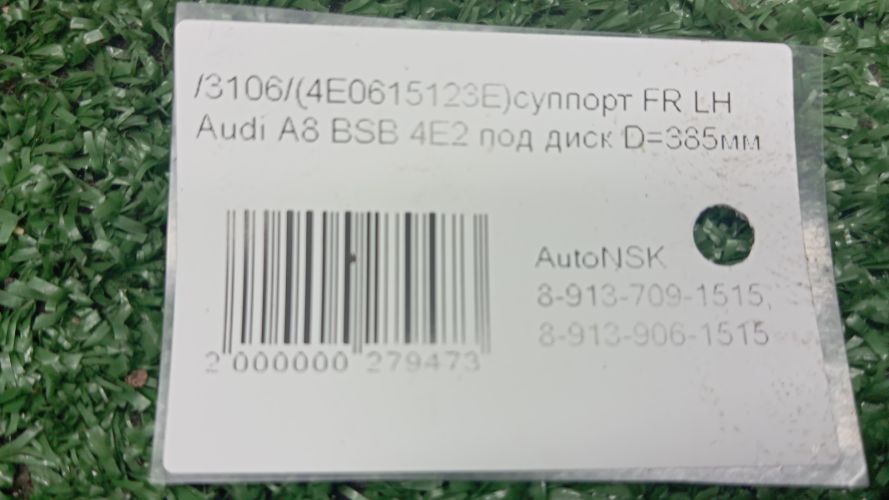 /3106/(4E0615123E)суппорт FR LH
Audi A8 BSB 4E2 под диск D=385мм
AutoNSK
8-913-709-1515,
8-913-906-1515
2 000000 279473